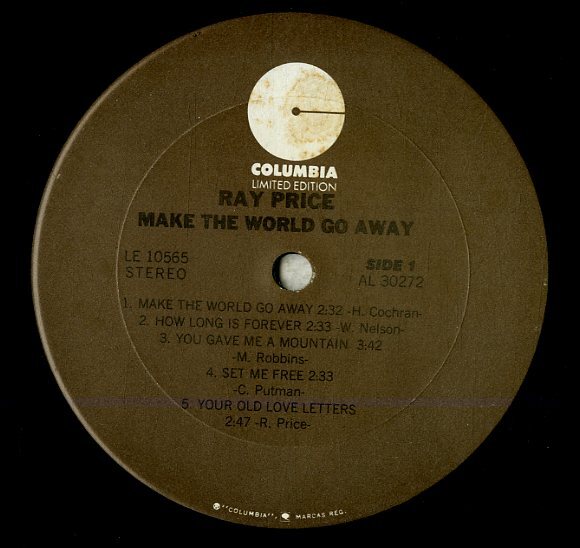 COLUMBIA
LIMITED EDITION
RAY PRICE
MAKE THE WORLD GO AWAY
LE 10565
STEREO
SIDE 1
AL 30272
1. MAKE THE WORLD GO AWAY 2:32 -H. Cochran-
2. HOW LONG IS FOREVER 2:33 -W. Nelson-
3. YOU GAVE ME A MOUNTAIN 3:42
-M. Robbins-
4. SET ME FREE 2:33
-C. Putman-
5. YOUR OLD LOVE LETTERS
2:47 -R. Price-
"COLUMBIA", MARCAS REG.